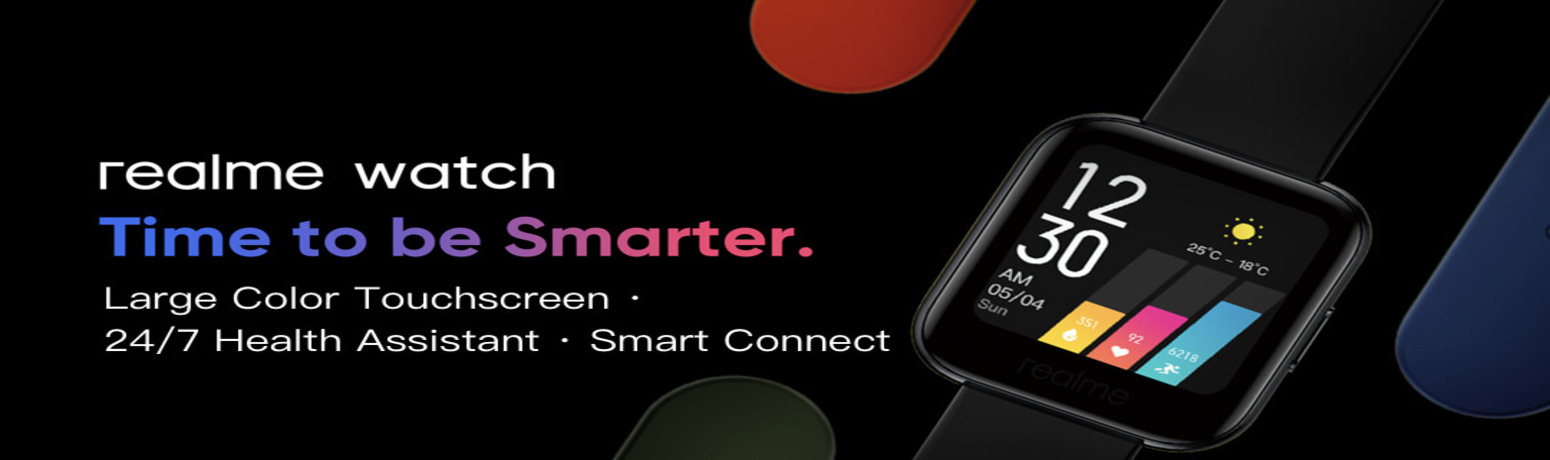 realme watch
Time to be Smarter.
Large Color Touchscreen ·
24/7 Health Assistant · Smart Connect
12
30
AM
05/04
Sun
25°C - 18°C
351
92
6218
realme